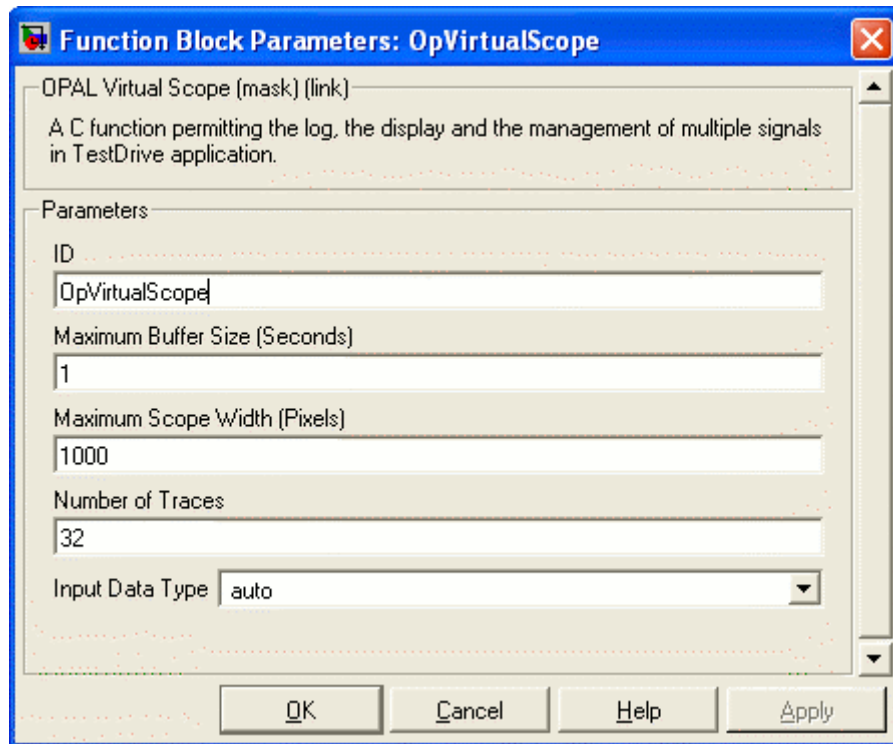 Function Block Parameters: OpVirtualScope
OPAL Virtual Scope (mask) (link)
A C function permitting the log, the display and the management of multiple signals
in TestDrive application.
Parameters
ID
OpVirtualScope
Maximum Buffer Size (Seconds)
1
Maximum Scope Width (Pixels)
1000
Number of Traces
32
Input Data Type auto
OK Cancel Help Apply